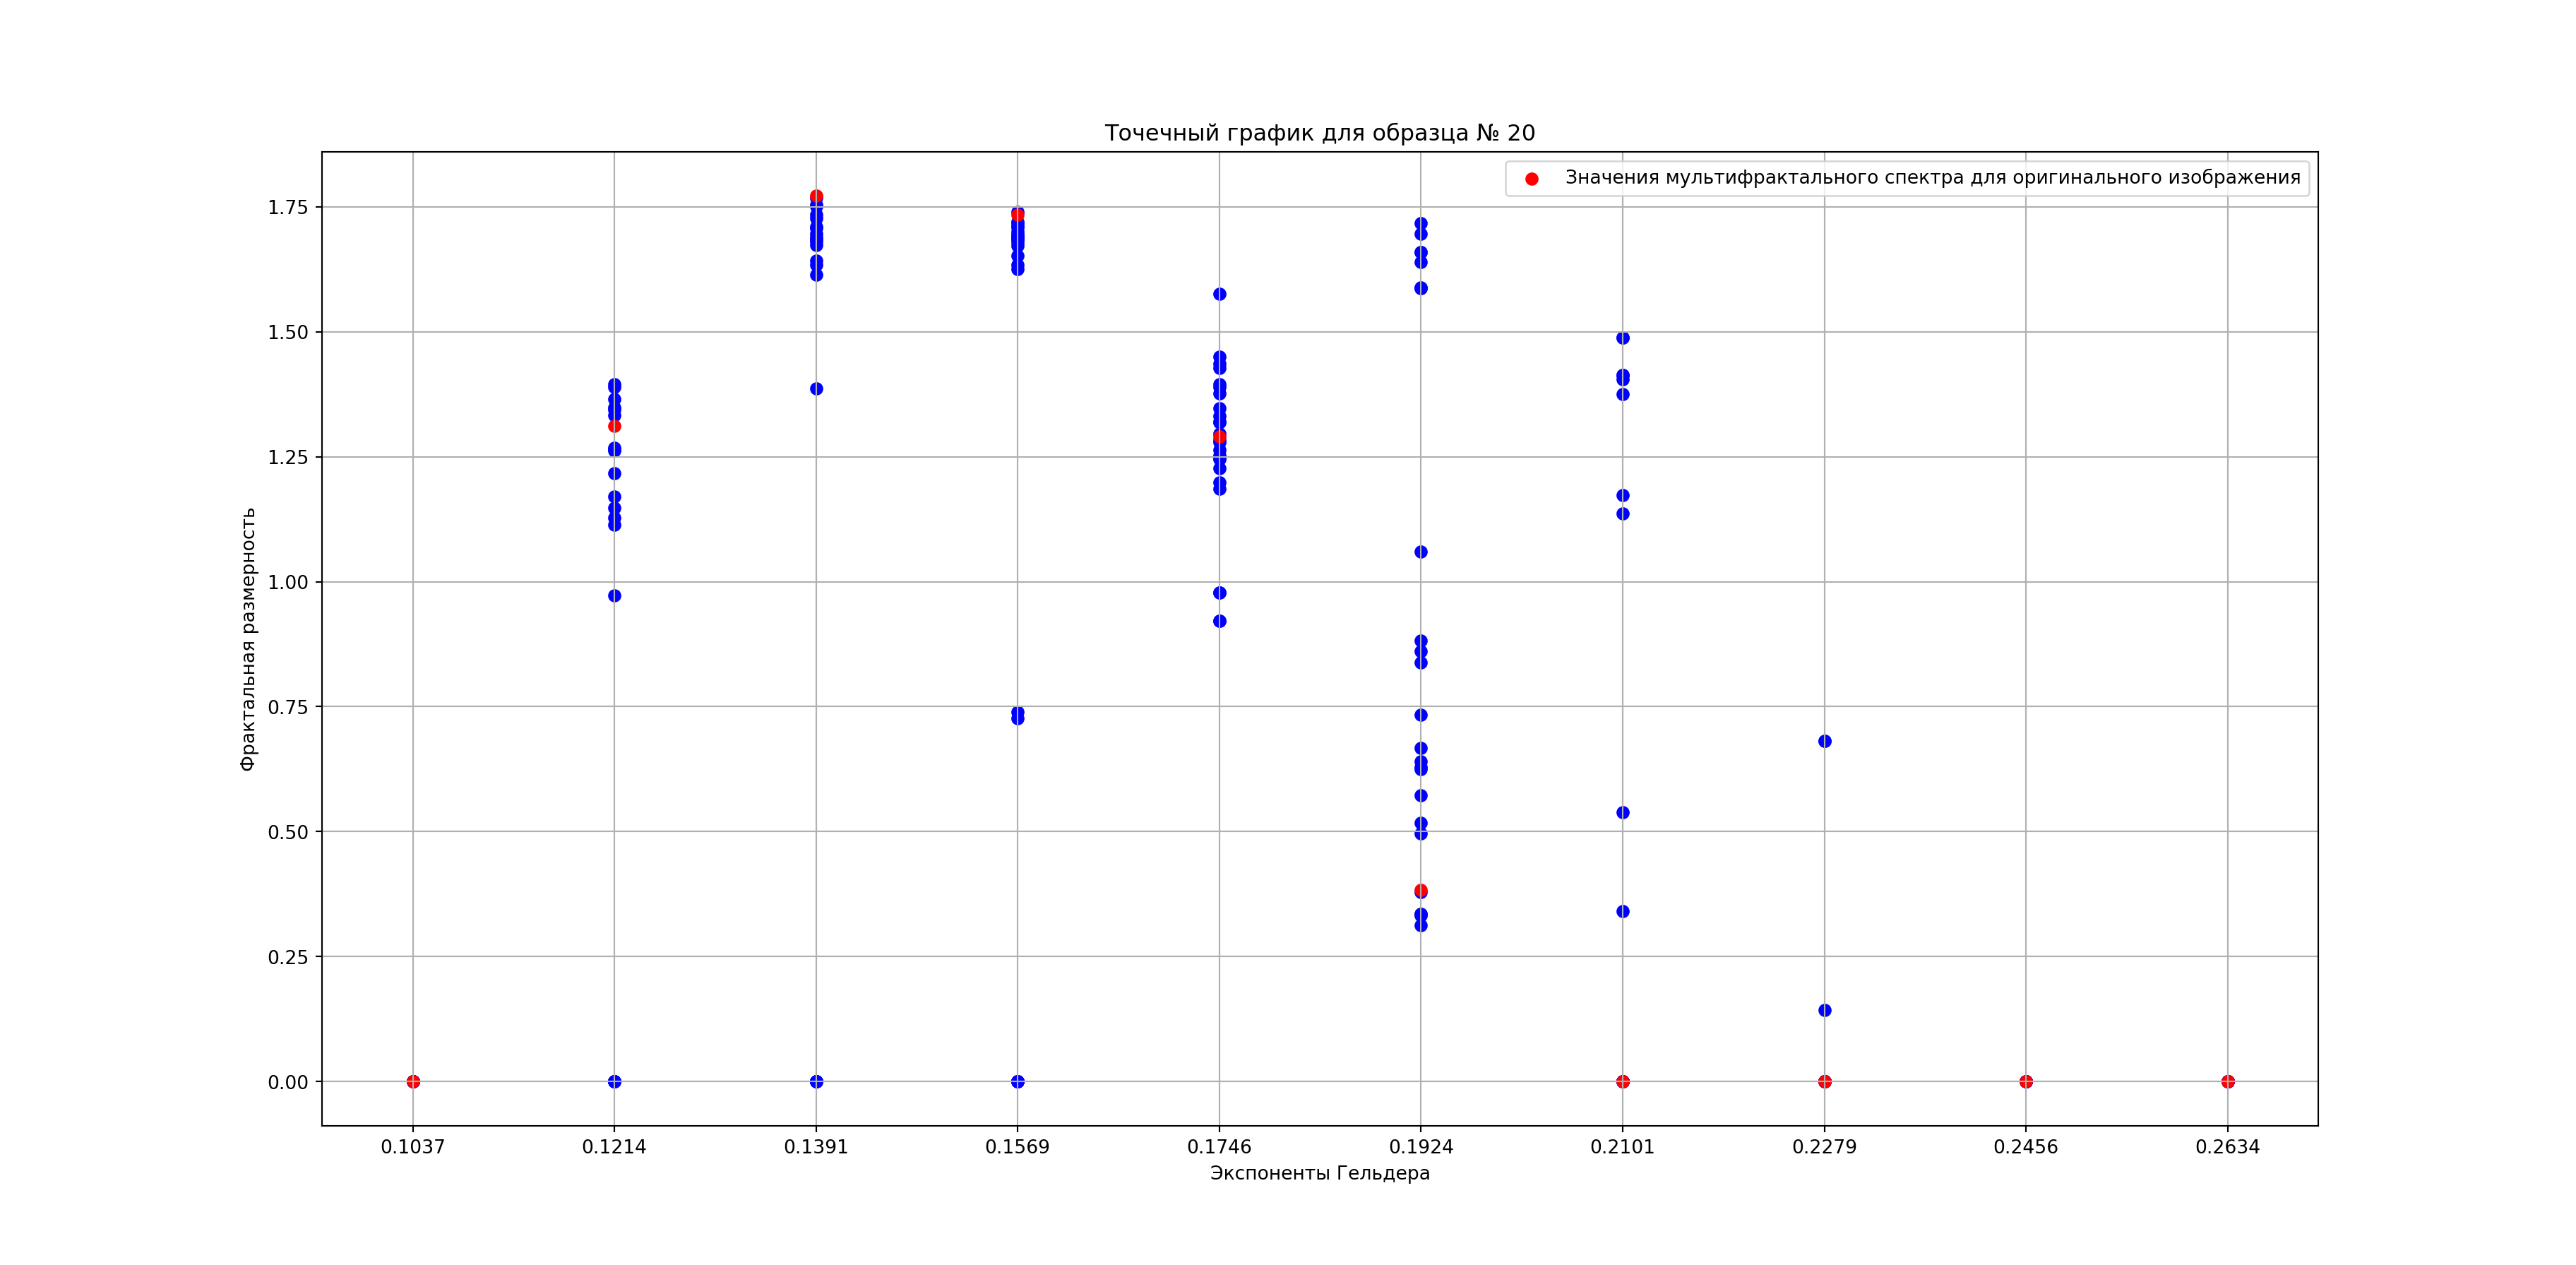 Точечный график для образца № 20
Значения мультифрактального спектра для оригинального изображения
Фрактальная размерность
1.75
1.50
1.25
1.00
0.75
0.50
0.25
0.00
0.1037 0.1214 0.1391 0.1569 0.1746 0.1924 0.2101 0.2279 0.2456 0.2634
Экспоненты Гельдера